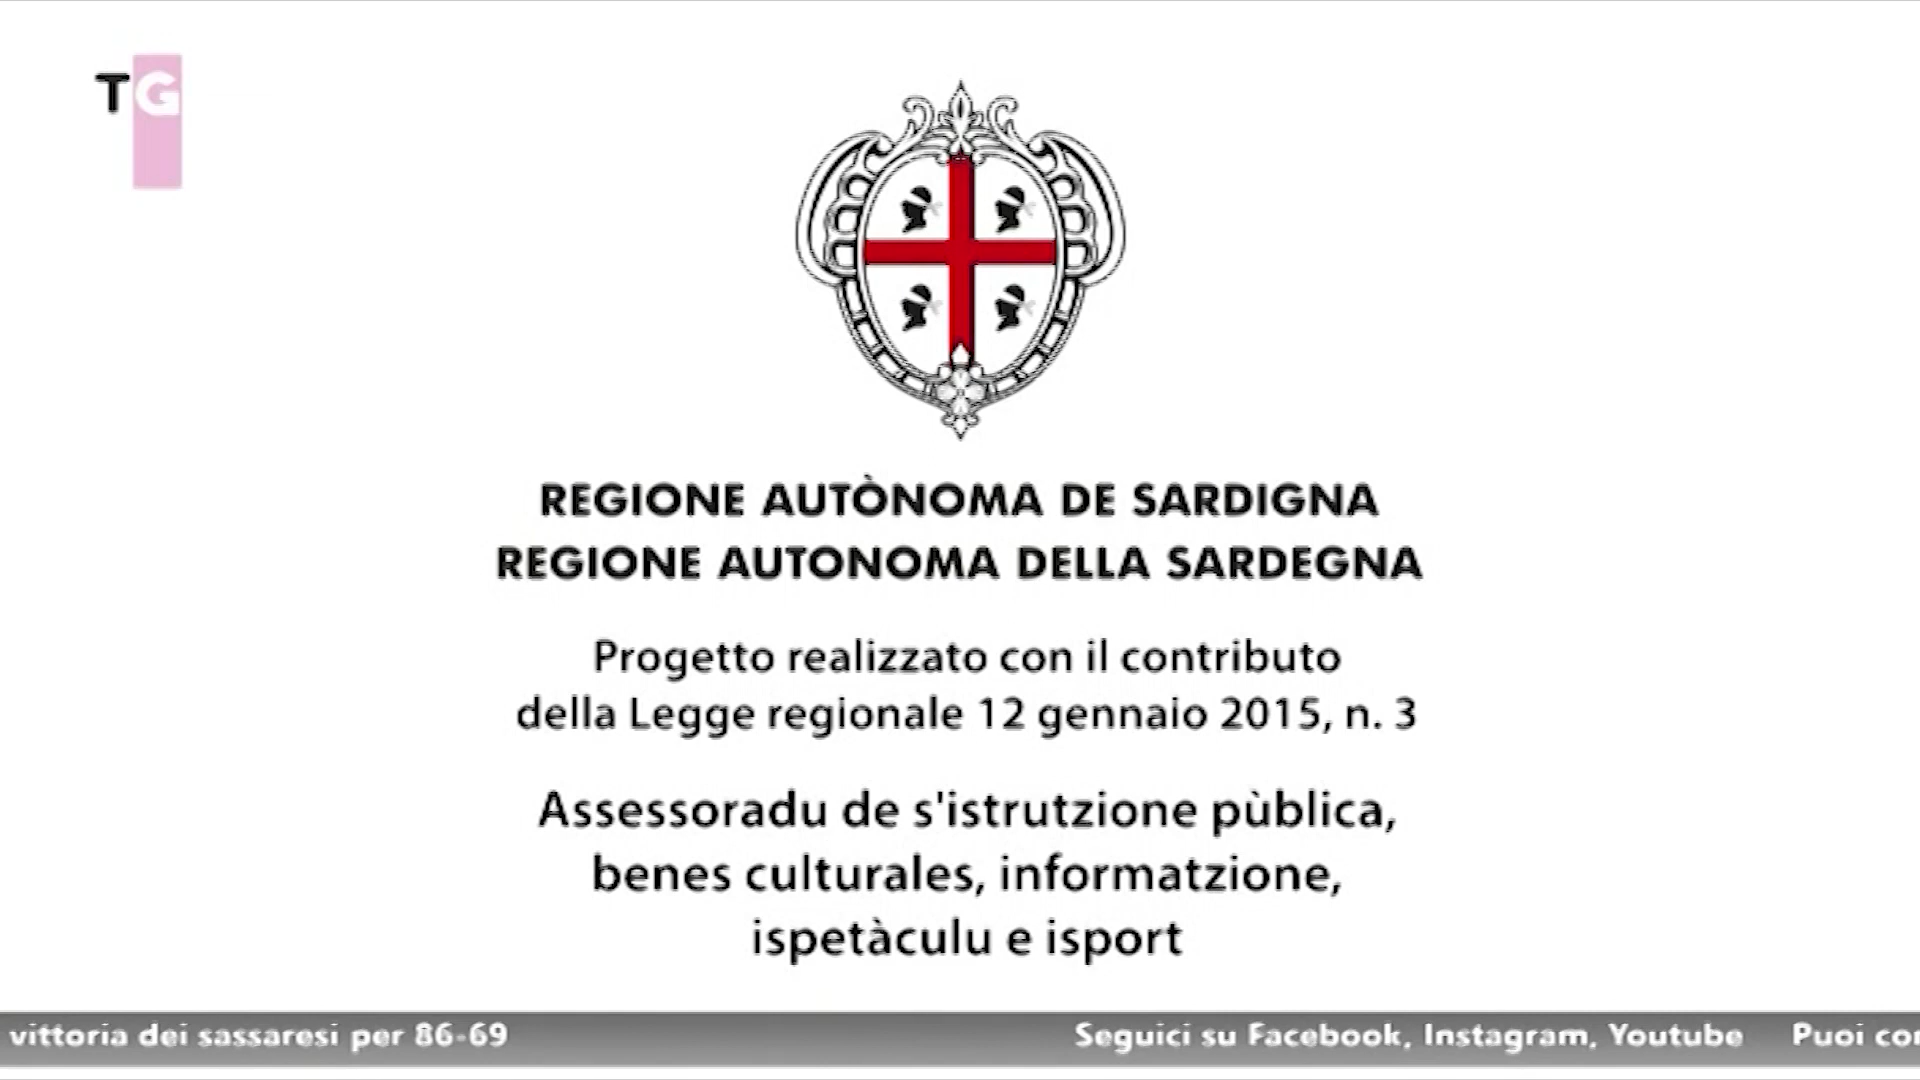 TG
REGIONE AUTÒNOMA DE SARDIGNA
REGIONE AUTONOMA DELLA SARDEGNA
Progetto realizzato con il contributo
della Legge regionale 12 gennaio 2015, n. 3
Assessoradu de s'istrutzione pùblica,
benes culturales, informatzione,
ispetàculu e isport
vittoria dei sassaresi per 86-69 Seguici su Facebook, Instagram, Youtube Puoi